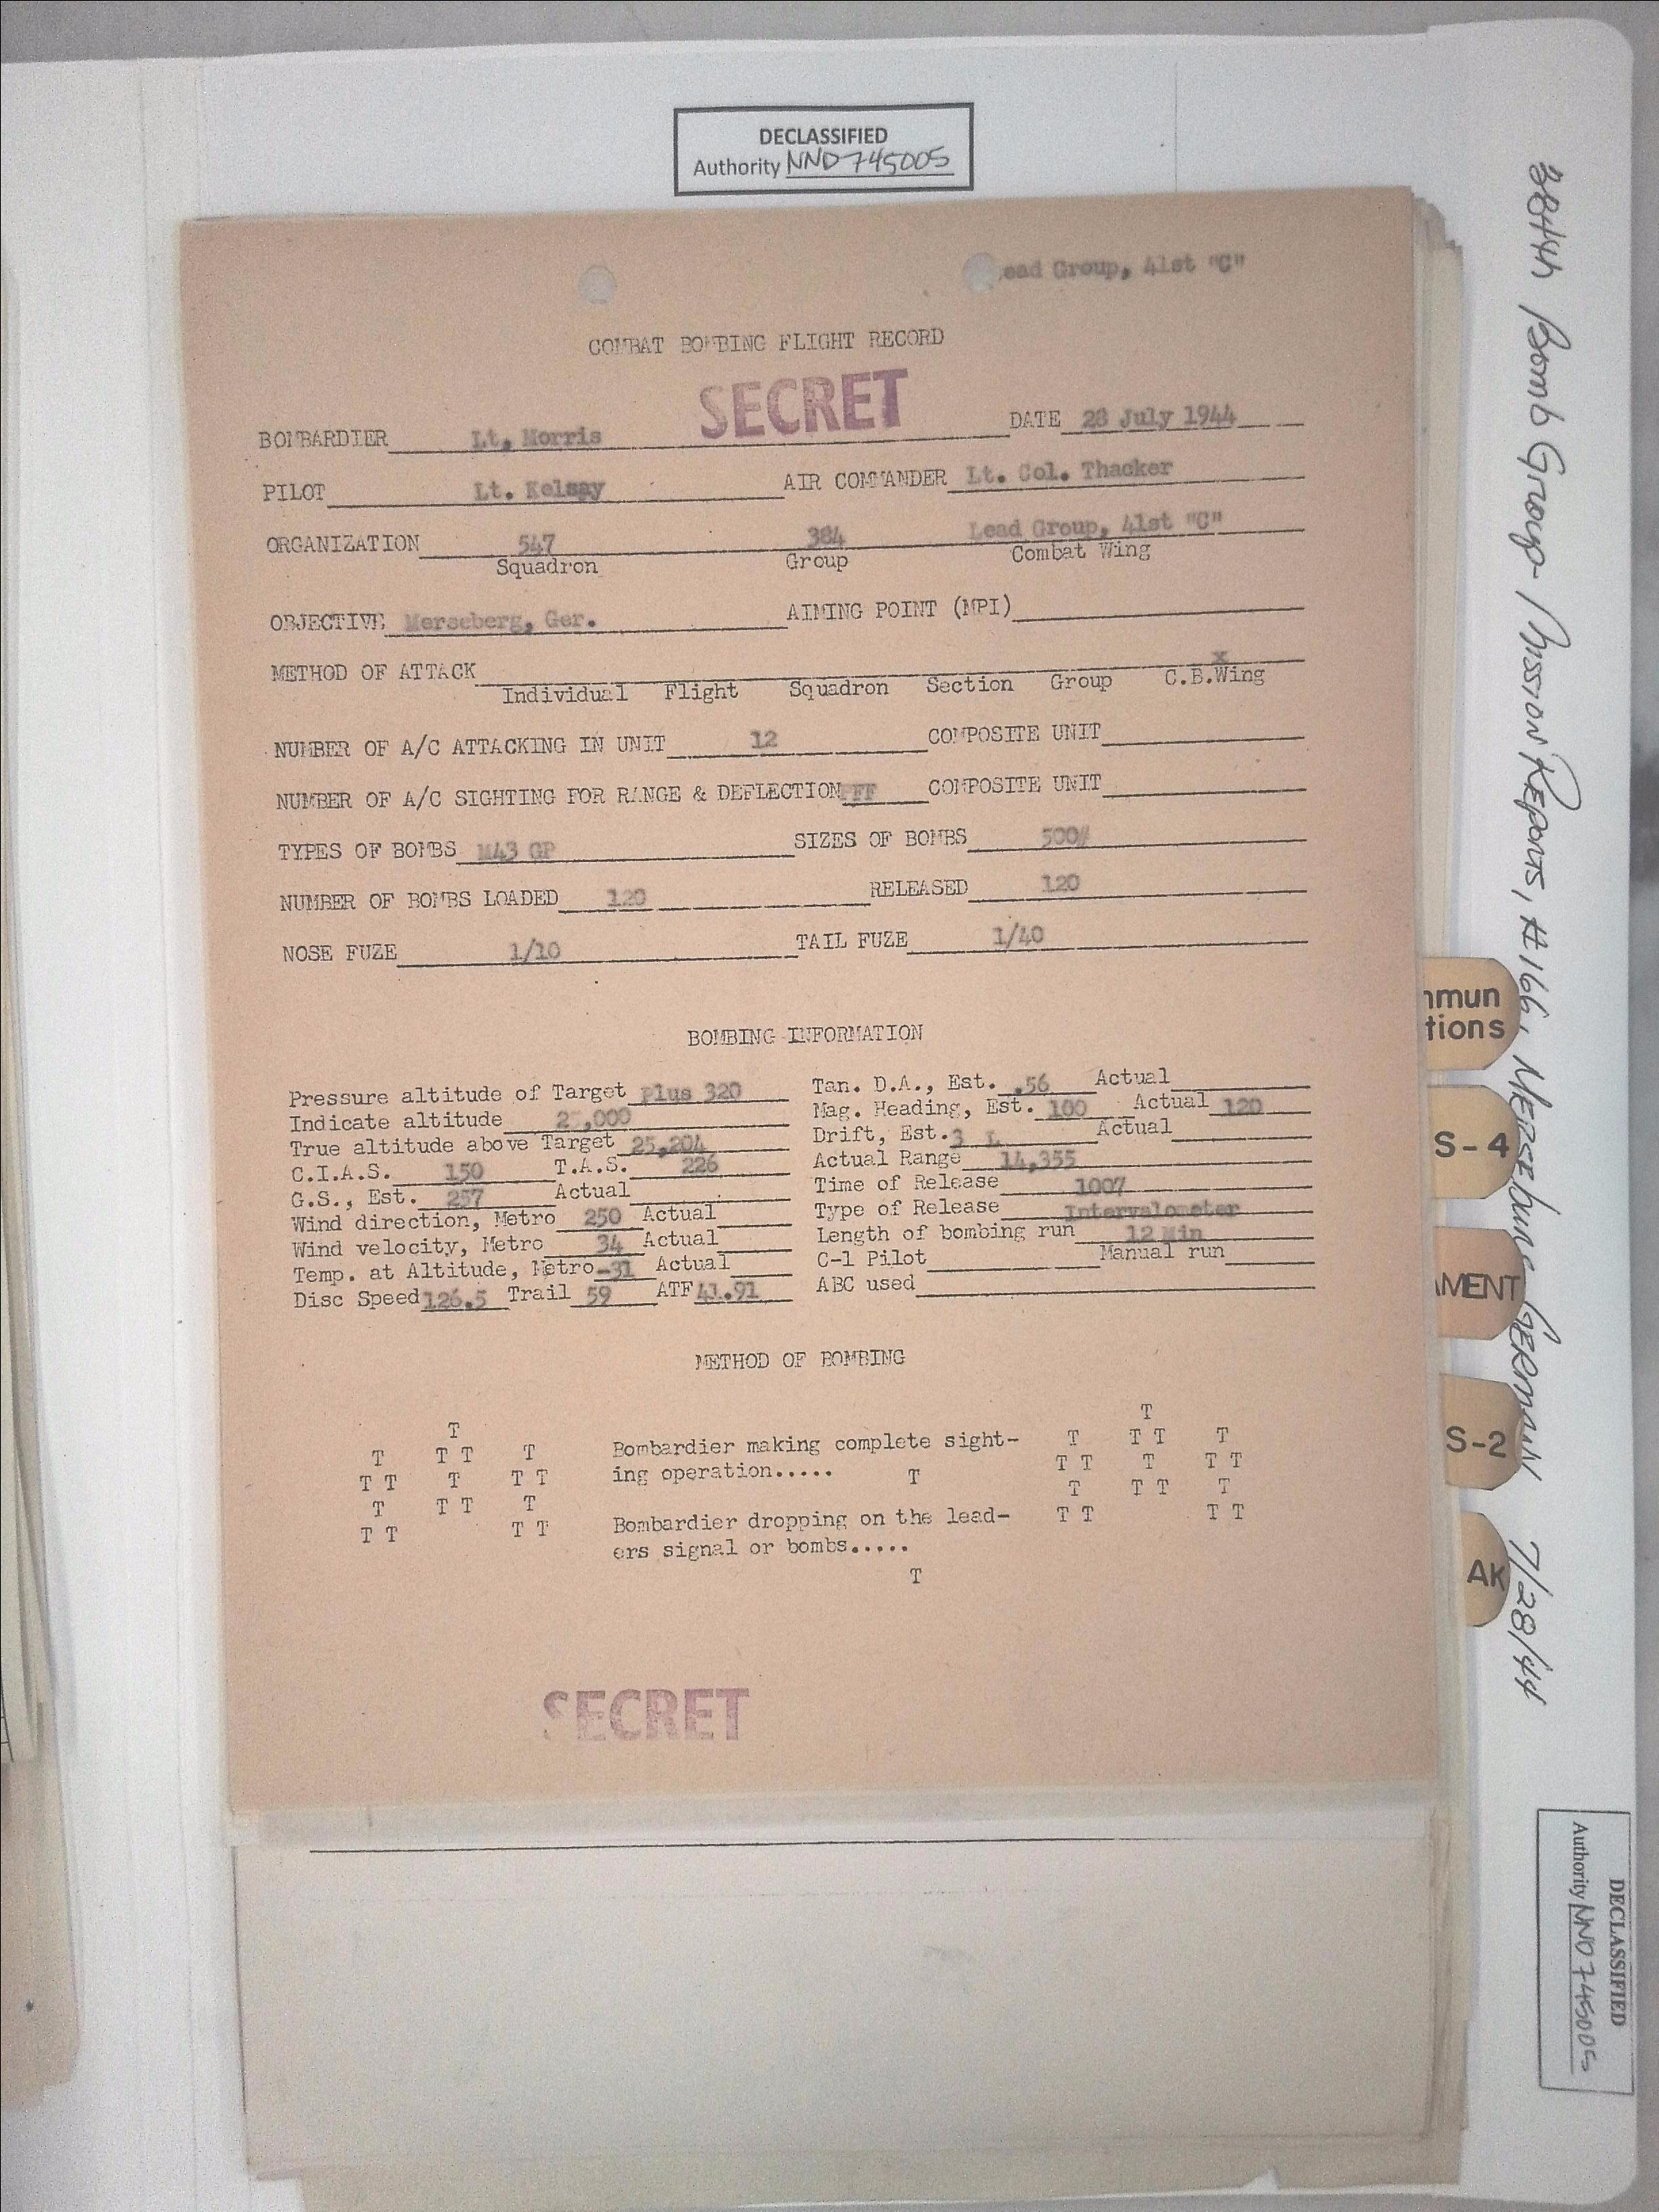 DECLASSIFIED
Authority NND 745005
ead Group, 41st "C"
COMBAT BOMBING FLIGHT RECORD
SECRET
BOMBARDIER Lt, Morris DATE 28 July 1944
PILOT Lt. Kelsay AIR COMMANDER Lt. Col. Thacker
ORGANIZATION 547 384 Lead Group, 41st "C"
Squadron Group Combat Wing
OBJECTIVE Merseberg, Ger. AIMING POINT (MPI)
METHOD OF ATTACK x
Individual Flight Squadron Section Group C.B.Wing
NUMBER OF A/C ATTACKING IN UNIT 12 COMPOSITE UNIT
NUMBER OF A/C SIGHTING FOR RANGE & DEFLECTION PFF COMPOSITE UNIT
TYPES OF BOMBS M43 GP SIZES OF BOMBS 500#
NUMBER OF BOMBS LOADED 120 RELEASED 120
NOSE FUZE 1/10 TAIL FUZE 1/40
BOMBING INFORMATION
Pressure altitude of Target plus 320
Indicate altitude
True altitude above Target 25,204
C.I.A.S. 150 T.A.S. 226
G.S., Est. 257 Actual
Wind direction, Metro 250 Actual
Wind velocity, Metro 34 Actual
Temp. at Altitude, Metro -31 Actual
Disc Speed 126.5 Trail 59 ATF 41.91
Tan. D.A., Est. .56 Actual
Mag. Heading, Est. 100 Actual 120
Drift, Est. 3 L Actual
Actual Range 14,355
Time of Release 1007
Type of Release Intervalometer
Length of bombing run 12 Min
C-1 Pilot Manual run
ABC used
METHOD OF BOMBING
T
T T T T
T T T T T
T T T T
T T T T
Bombardier making complete sight-
ing operation..... T
Bombardier dropping on the lead-
ers signal or bombs.....
T
T
T T T T
T T T T T
T T T T
T T T T
SECRET
384th Bomb Group - Mission Reports, #166, Merseburg Germany 7/28/44
mmun
tions
S-4
AMENT
S-2
AK
DECLASSIFIED
Authority NND 745005